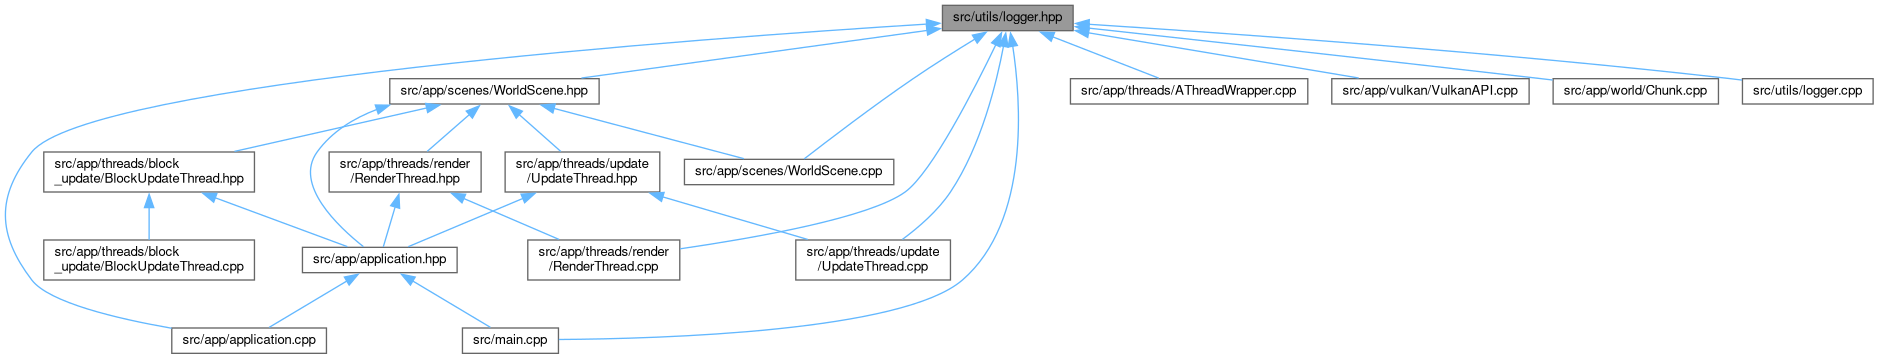 src/utils/logger.hpp
src/app/scenes/WorldScene.hpp
src/app/threads/AThreadWrapper.cpp
src/app/vulkan/VulkanAPI.cpp
src/app/world/Chunk.cpp
src/utils/logger.cpp
src/app/threads/block
_update/BlockUpdateThread.hpp
src/app/threads/render
/RenderThread.hpp
src/app/threads/update
/UpdateThread.hpp
src/app/scenes/WorldScene.cpp
src/app/threads/block
_update/BlockUpdateThread.cpp
src/app/application.hpp
src/app/threads/render
/RenderThread.cpp
src/app/threads/update
/UpdateThread.cpp
src/app/application.cpp
src/main.cpp